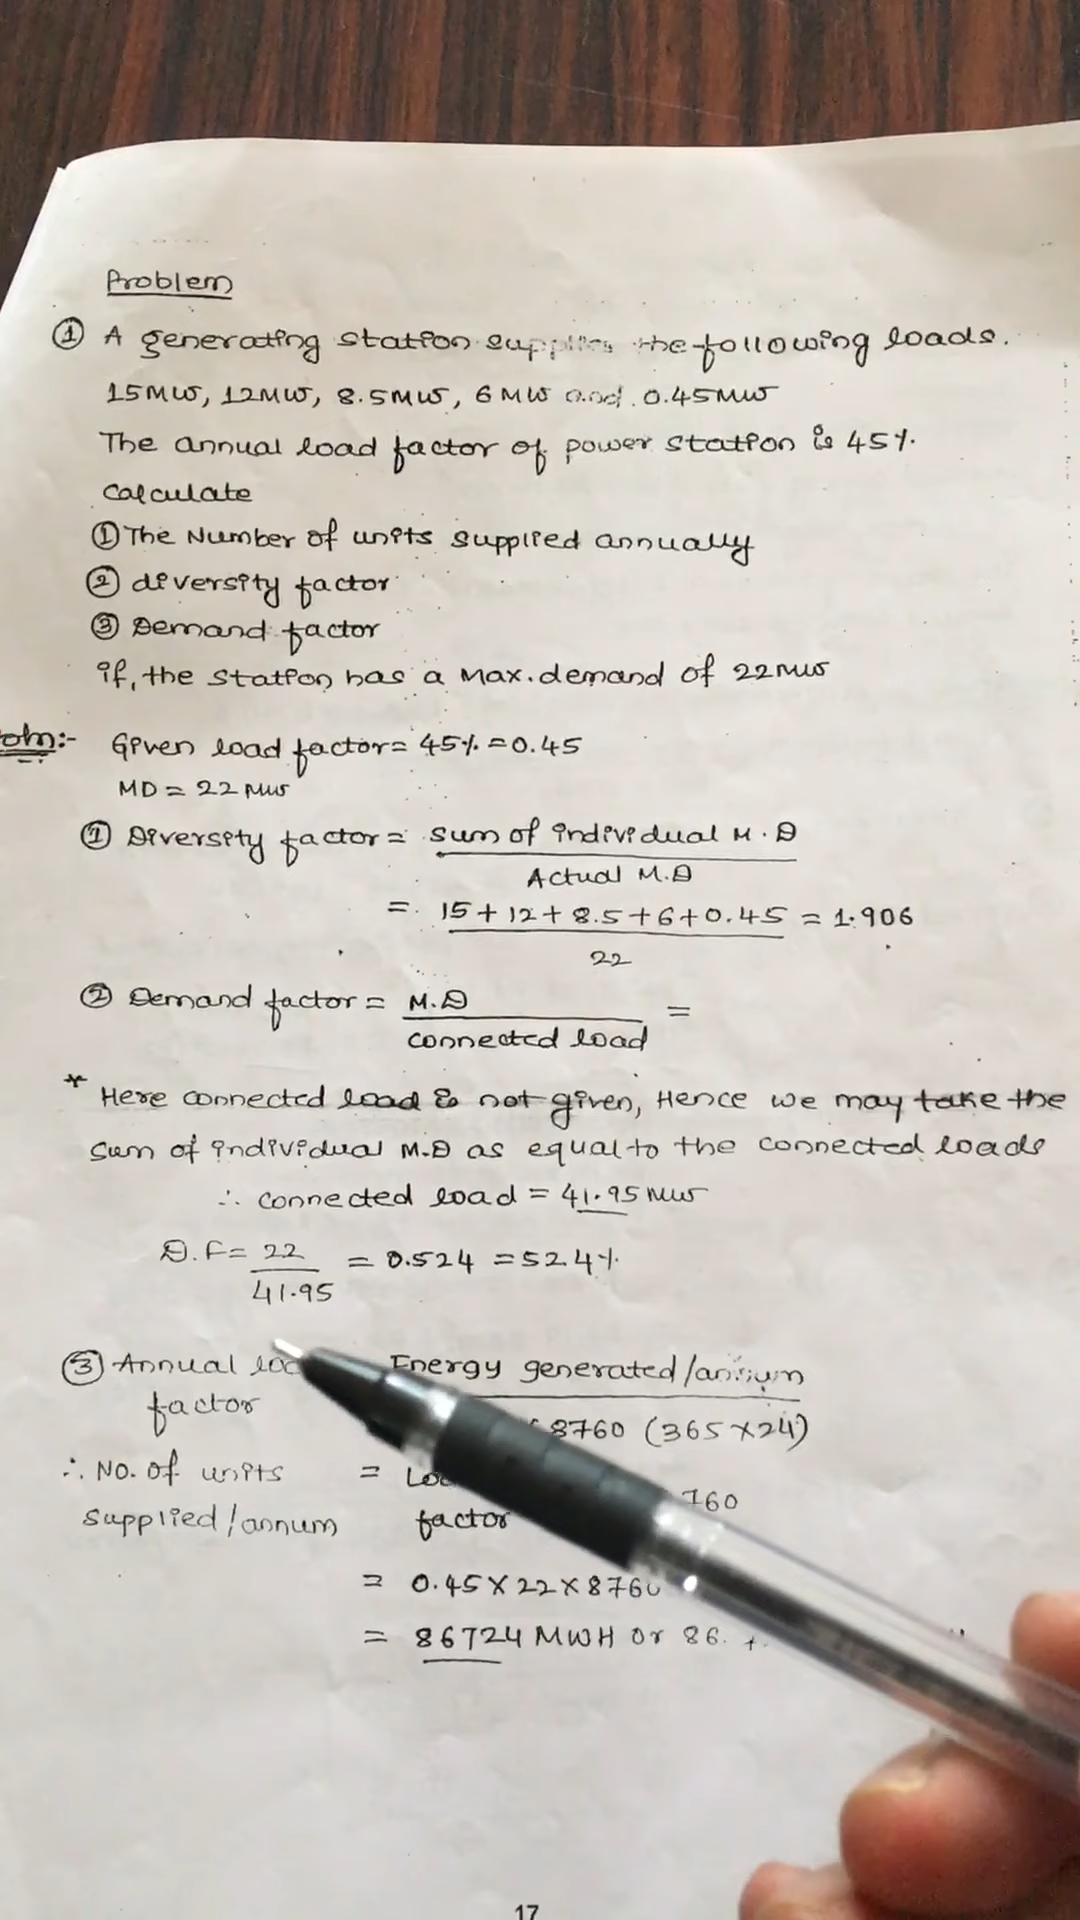 Problem
① A generating station supplies the following loads.
15MW, 12MW, 8.5MW, 6 MW and 0.45MW
The annual load factor of power station is 45%.
calculate
① The Number of units supplied annually
② diversity factor
③ Demand factor
if, the station has a Max. demand of 22MW
Given load factor = 45% = 0.45
MD = 22 MW
① Diversity factor = sum of individual M.D
Actual M.D
= 15 + 12 + 8.5 + 6 + 0.45 = 1.906
22
② Demand factor = M.D =
connected load
* Here connected load is not given, Hence we may take the
sum of individual M.D as equal to the connected loads
∴ connected load = 41.95 MW
D.F = 22 = 0.524 = 52.4%
41.95
③ Annual Energy generated/annum
factor 8760 (365 × 24)
∴ No. of units =
supplied/annum factor
= 0.45 × 22 × 8760
= 86724 MWH or 86.
17